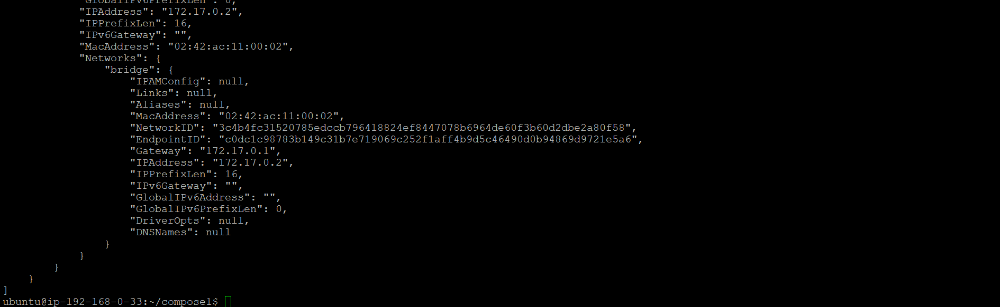 "GlobalIPv6PrefixLen": 0,
"IPAddress": "172.17.0.2",
"IPPrefixLen": 16,
"IPv6Gateway": "",
"MacAddress": "02:42:ac:11:00:02",
"Networks": {
"bridge": {
"IPAMConfig": null,
"Links": null,
"Aliases": null,
"MacAddress": "02:42:ac:11:00:02",
"NetworkID": "3c4b4fc31520785edccb796418824ef8447078b6964de60f3b60d2dbe2a80f58",
"EndpointID": "c0dc1c98783b149c31b7e719069c252f1aff4b9d5c46490d0b94869d9721e5a6",
"Gateway": "172.17.0.1",
"IPAddress": "172.17.0.2",
"IPPrefixLen": 16,
"IPv6Gateway": "",
"GlobalIPv6Address": "",
"GlobalIPv6PrefixLen": 0,
"DriverOpts": null,
"DNSNames": null
}
}
}
}
]
ubuntu@ip-192-168-0-33:~/compose1$